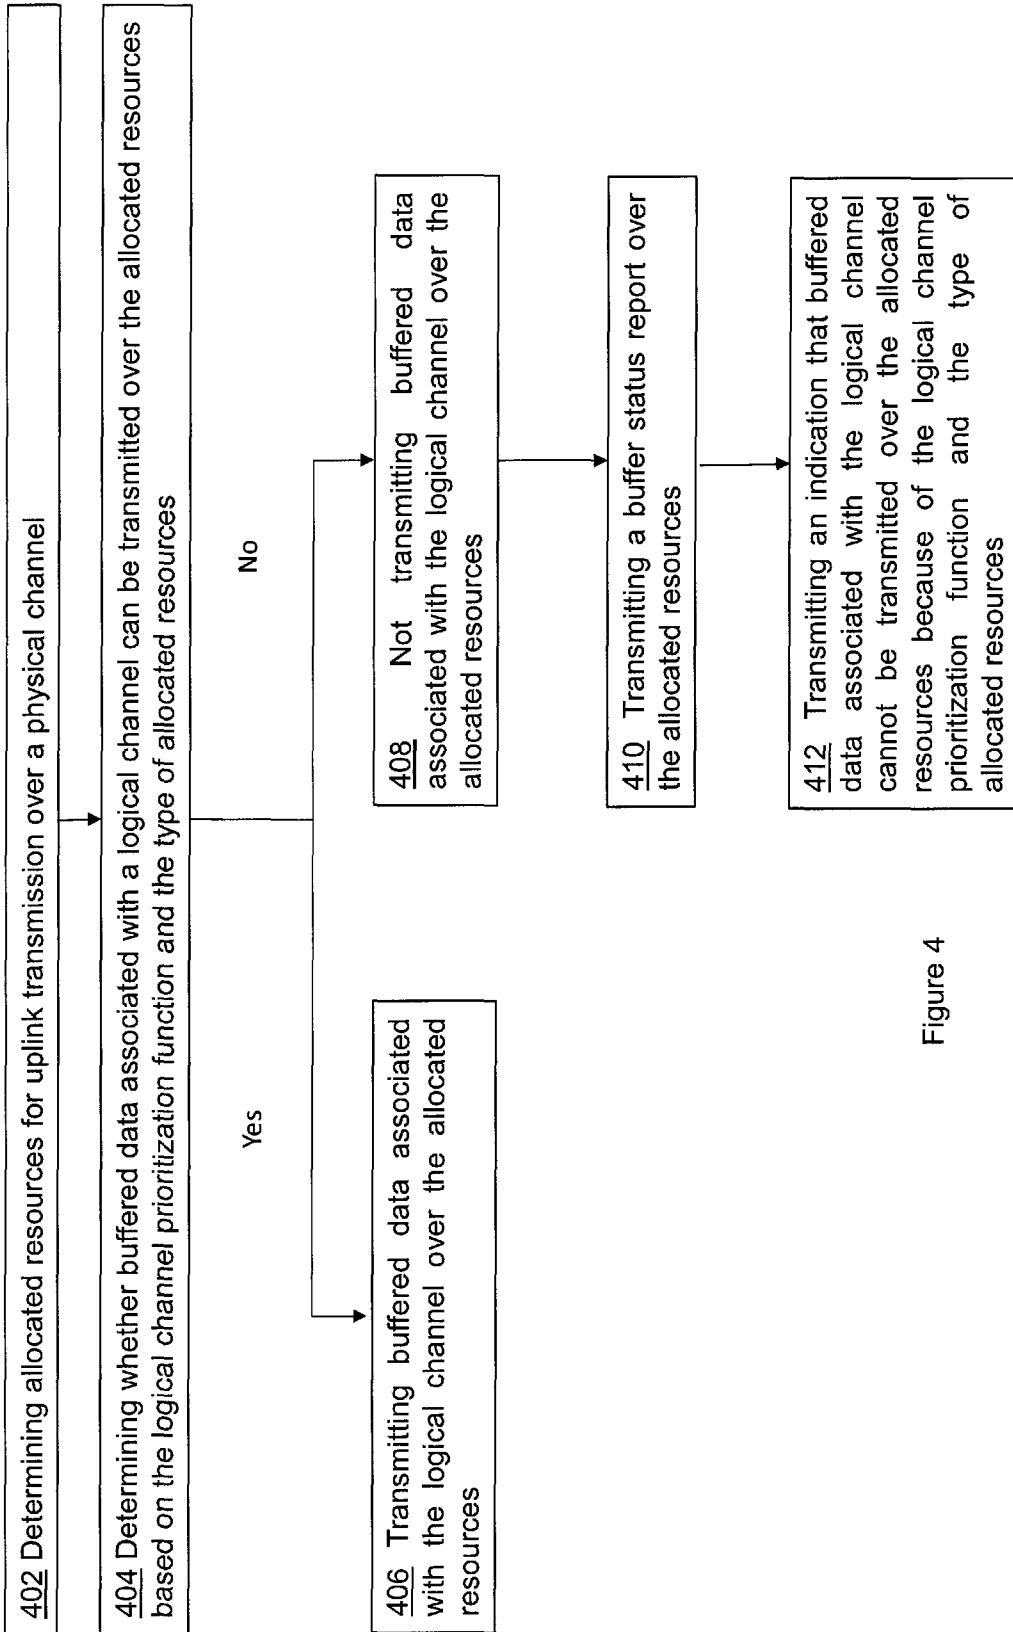 402 Determining allocated resources for uplink transmission over a physical channel
404 Determining whether buffered data associated with a logical channel can be transmitted over the allocated resources
based on the logical channel prioritization function and the type of allocated resources
Yes
No
406 Transmitting buffered data associated
with the logical channel over the allocated
resources
408 Not transmitting buffered data
associated with the logical channel over the
allocated resources
410 Transmitting a buffer status report over
the allocated resources
412 Transmitting an indication that buffered
data associated with the logical channel
cannot be transmitted over the allocated
resources because of the logical channel
prioritization function and the type of
allocated resources
Figure 4